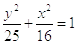 y²/25 + x²/16 = 1